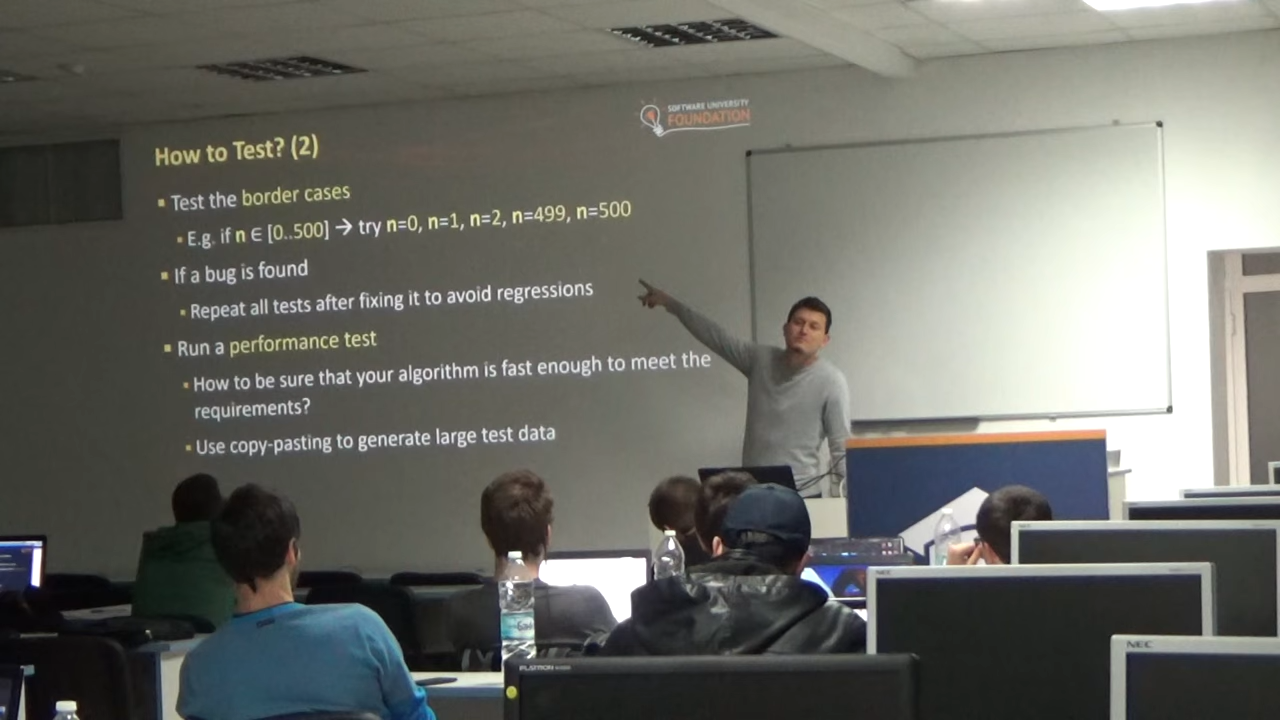 SOFTWARE UNIVERSITY
FOUNDATION
How to Test? (2)
▪ Test the border cases
▪ E.g. if n ∈ [0..500] → try n=0, n=1, n=2, n=499, n=500
▪ If a bug is found
▪ Repeat all tests after fixing it to avoid regressions
▪ Run a performance test
▪ How to be sure that your algorithm is fast enough to meet the
requirements?
▪ Use copy-pasting to generate large test data
NEC
NEC